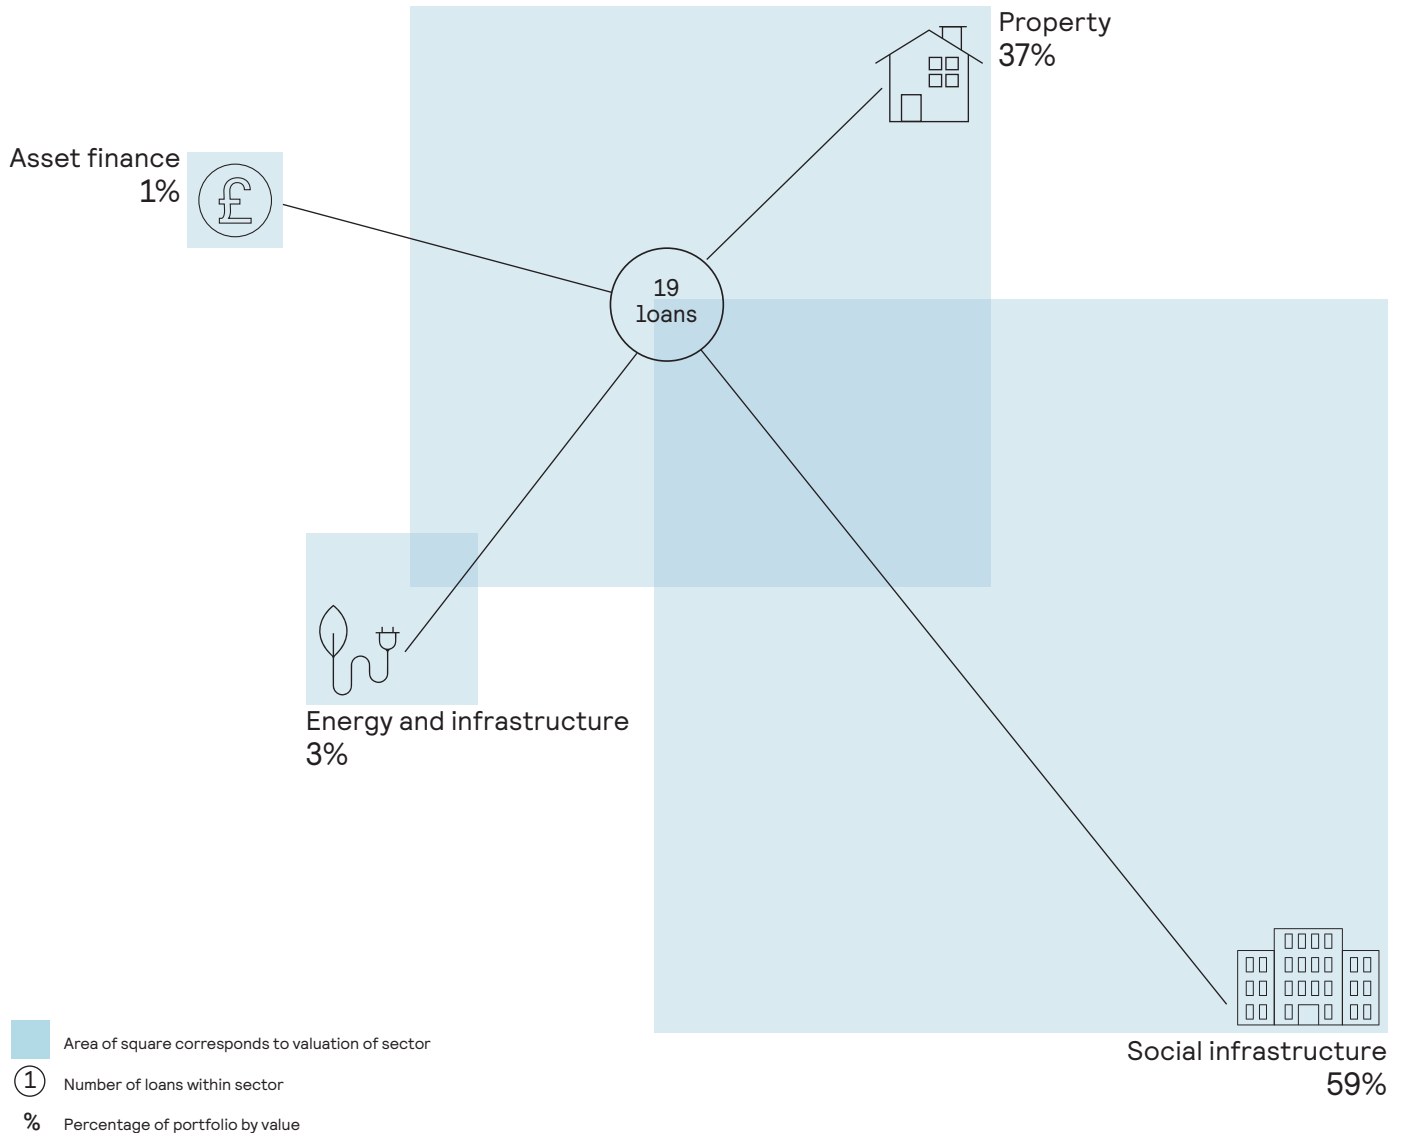 Property
37%
Asset finance
1%
£
19
loans
Energy and infrastructure
3%
Social infrastructure
59%
Area of square corresponds to valuation of sector
1 Number of loans within sector
% Percentage of portfolio by value